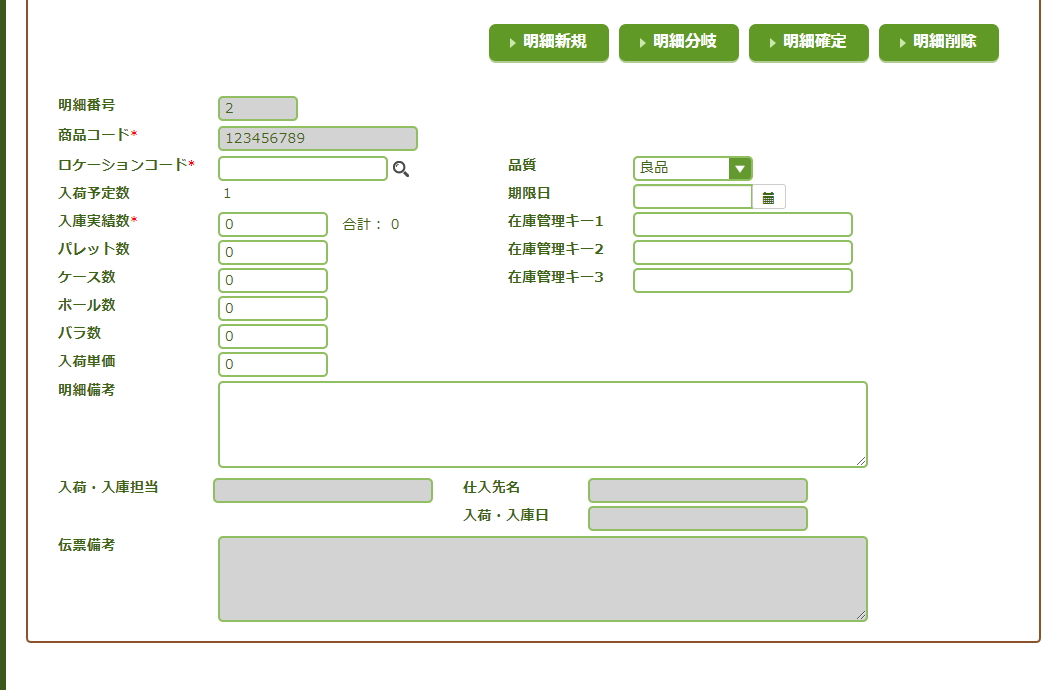 明細新規 明細分岐 明細確定 明細削除
明細番号 2
商品コード* 123456789
ロケーションコード* 品質 良品
入荷予定数 1 期限日
入庫実績数* 0 合計： 0 在庫管理キー1
パレット数 0 在庫管理キー2
ケース数 0 在庫管理キー3
ボール数 0
バラ数 0
入荷単価 0
明細備考
入荷・入庫担当 仕入先名
入荷・入庫日
伝票備考